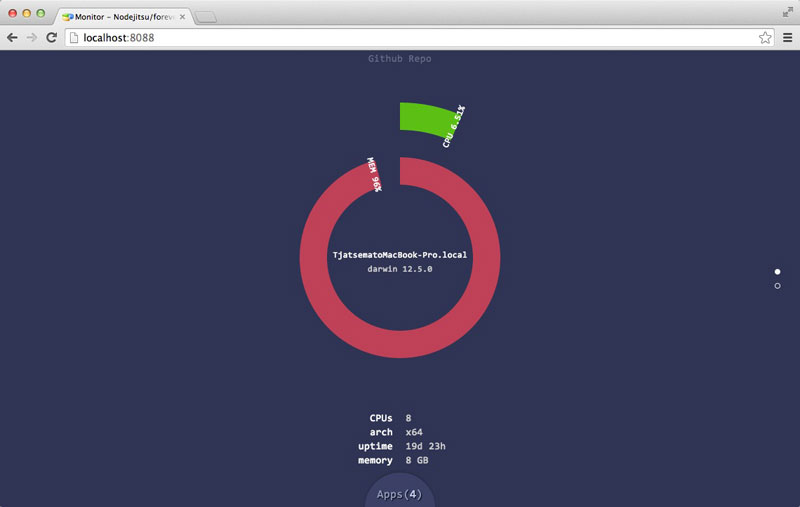 Monitor - Nodejitsu/forev
localhost:8088
Github Repo
CPU 6.51%
MEM 96%
TjatsematoMacBook-Pro.local
darwin 12.5.0
CPUs 8
arch x64
uptime 19d 23h
memory 8 GB
Apps(4)